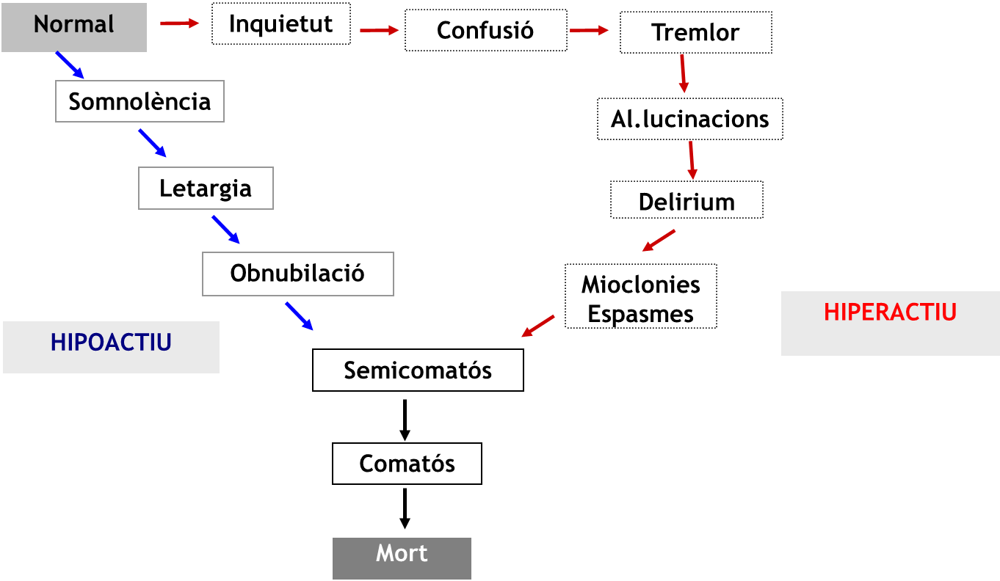 Normal
Inquietut
Confusió
Tremlor
Somnolència
Al.lucinacions
Letargia
Delirium
Obnubilació
Mioclonies
Espasmes
HIPERACTIU
HIPOACTIU
Semicomatós
Comatós
Mort